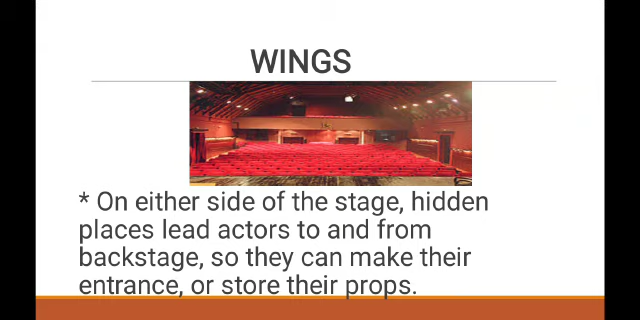 WINGS
* On either side of the stage, hidden
places lead actors to and from
backstage, so they can make their
entrance, or store their props.